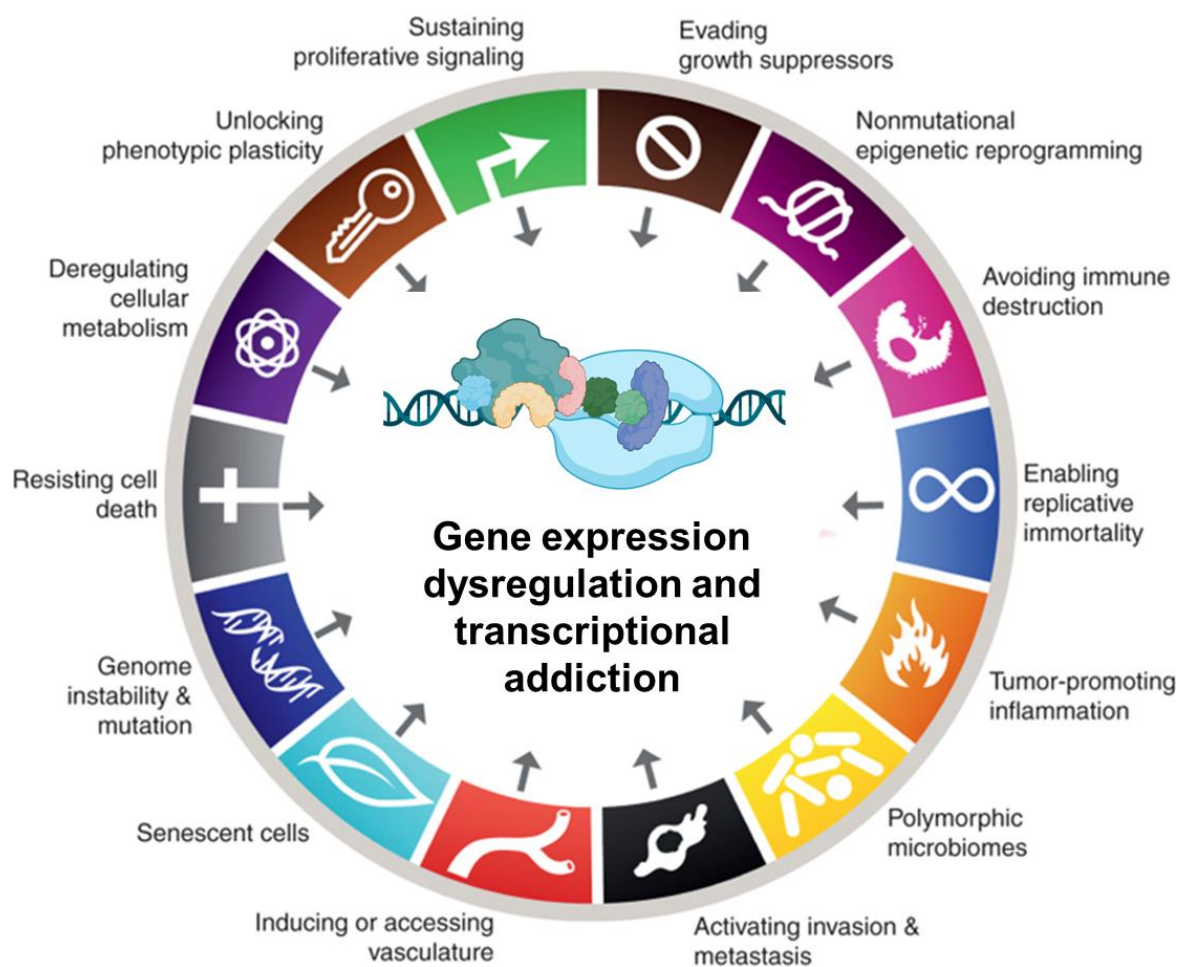 Sustaining
proliferative signaling
Evading
growth suppressors
Nonmutational
epigenetic reprogramming
Avoiding immune
destruction
Enabling
replicative
immortality
Tumor-promoting
inflammation
Polymorphic
microbiomes
Activating invasion &
metastasis
Inducing or accessing
vasculature
Senescent cells
Genome
instability &
mutation
Resisting cell
death
Deregulating
cellular
metabolism
Unlocking
phenotypic plasticity
Gene expression
dysregulation and
transcriptional
addiction